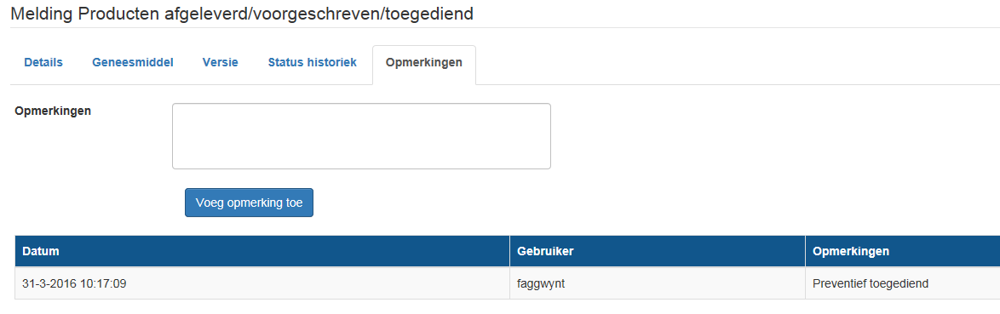 Melding Producten afgeleverd/voorgeschreven/toegediend
Details Geneesmiddel Versie Status historiek Opmerkingen
Opmerkingen
Voeg opmerking toe
Datum Gebruiker Opmerkingen
31-3-2016 10:17:09 faggwynt Preventief toegediend